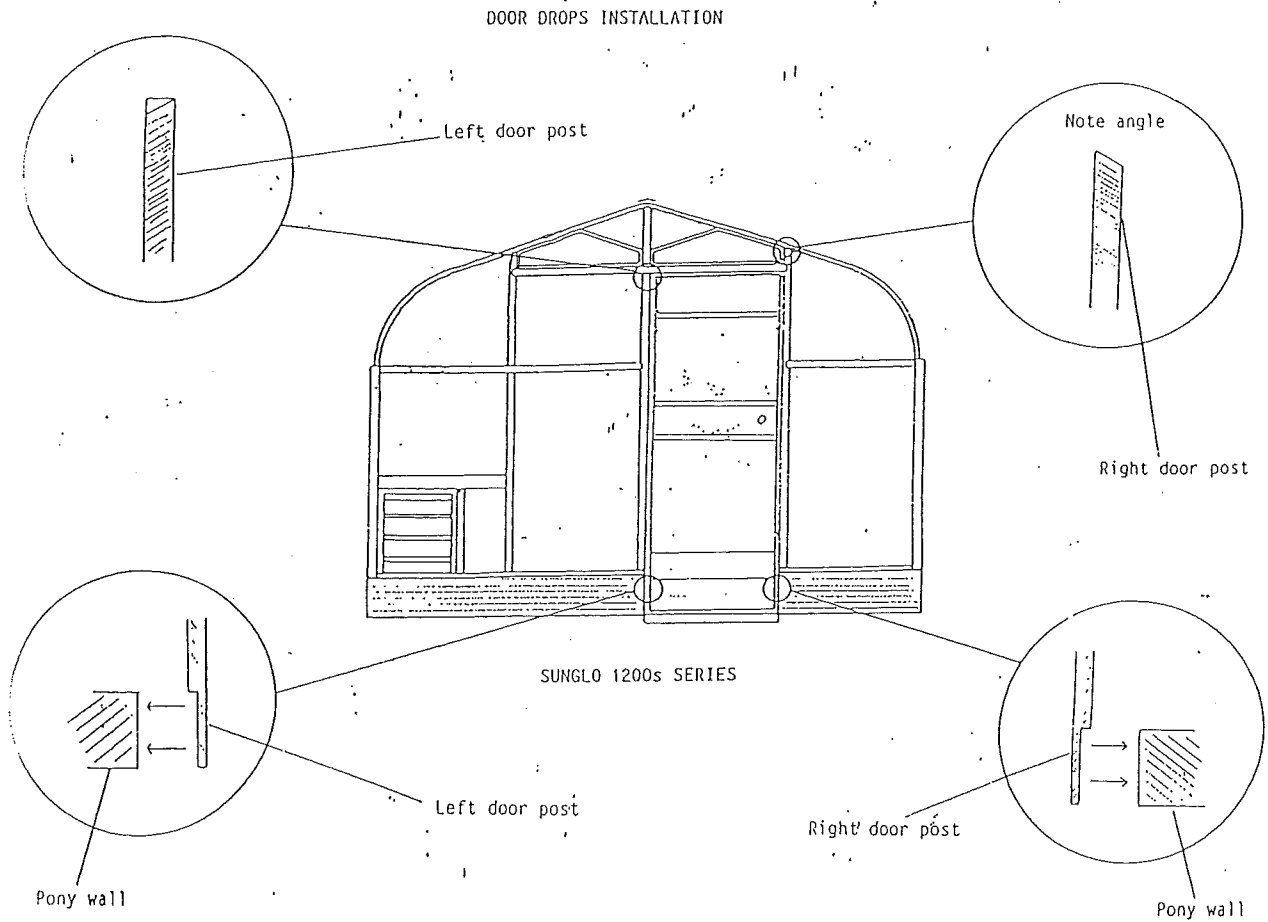 DOOR DROPS INSTALLATION
Left door post
Note angle
Right door post
SUNGLO 1200s SERIES
Left door post
Right door post
Pony wall
Pony wall